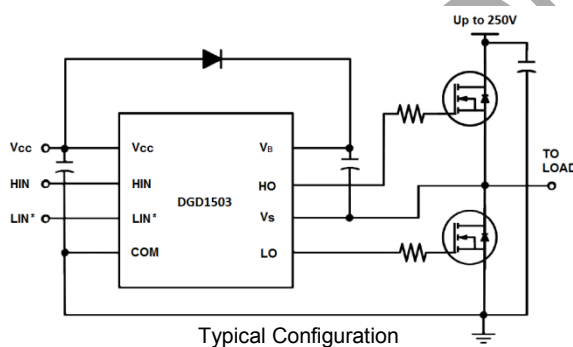 Up to 250V
Vcc
HIN
LIN*
Vcc
HIN
LIN*
COM
DGD1503
VB
HO
Vs
LO
TO
LOAD
Typical Configuration